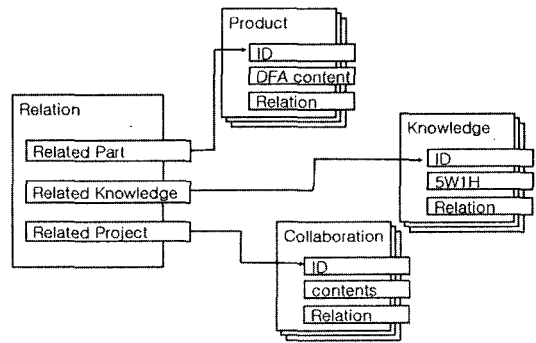 Product
ID
DFA content
Relation
Relation
Related Part
Related Knowledge
Related Project
Knowledge
ID
5W1H
Relation
Collaboration
ID
contents
Relation